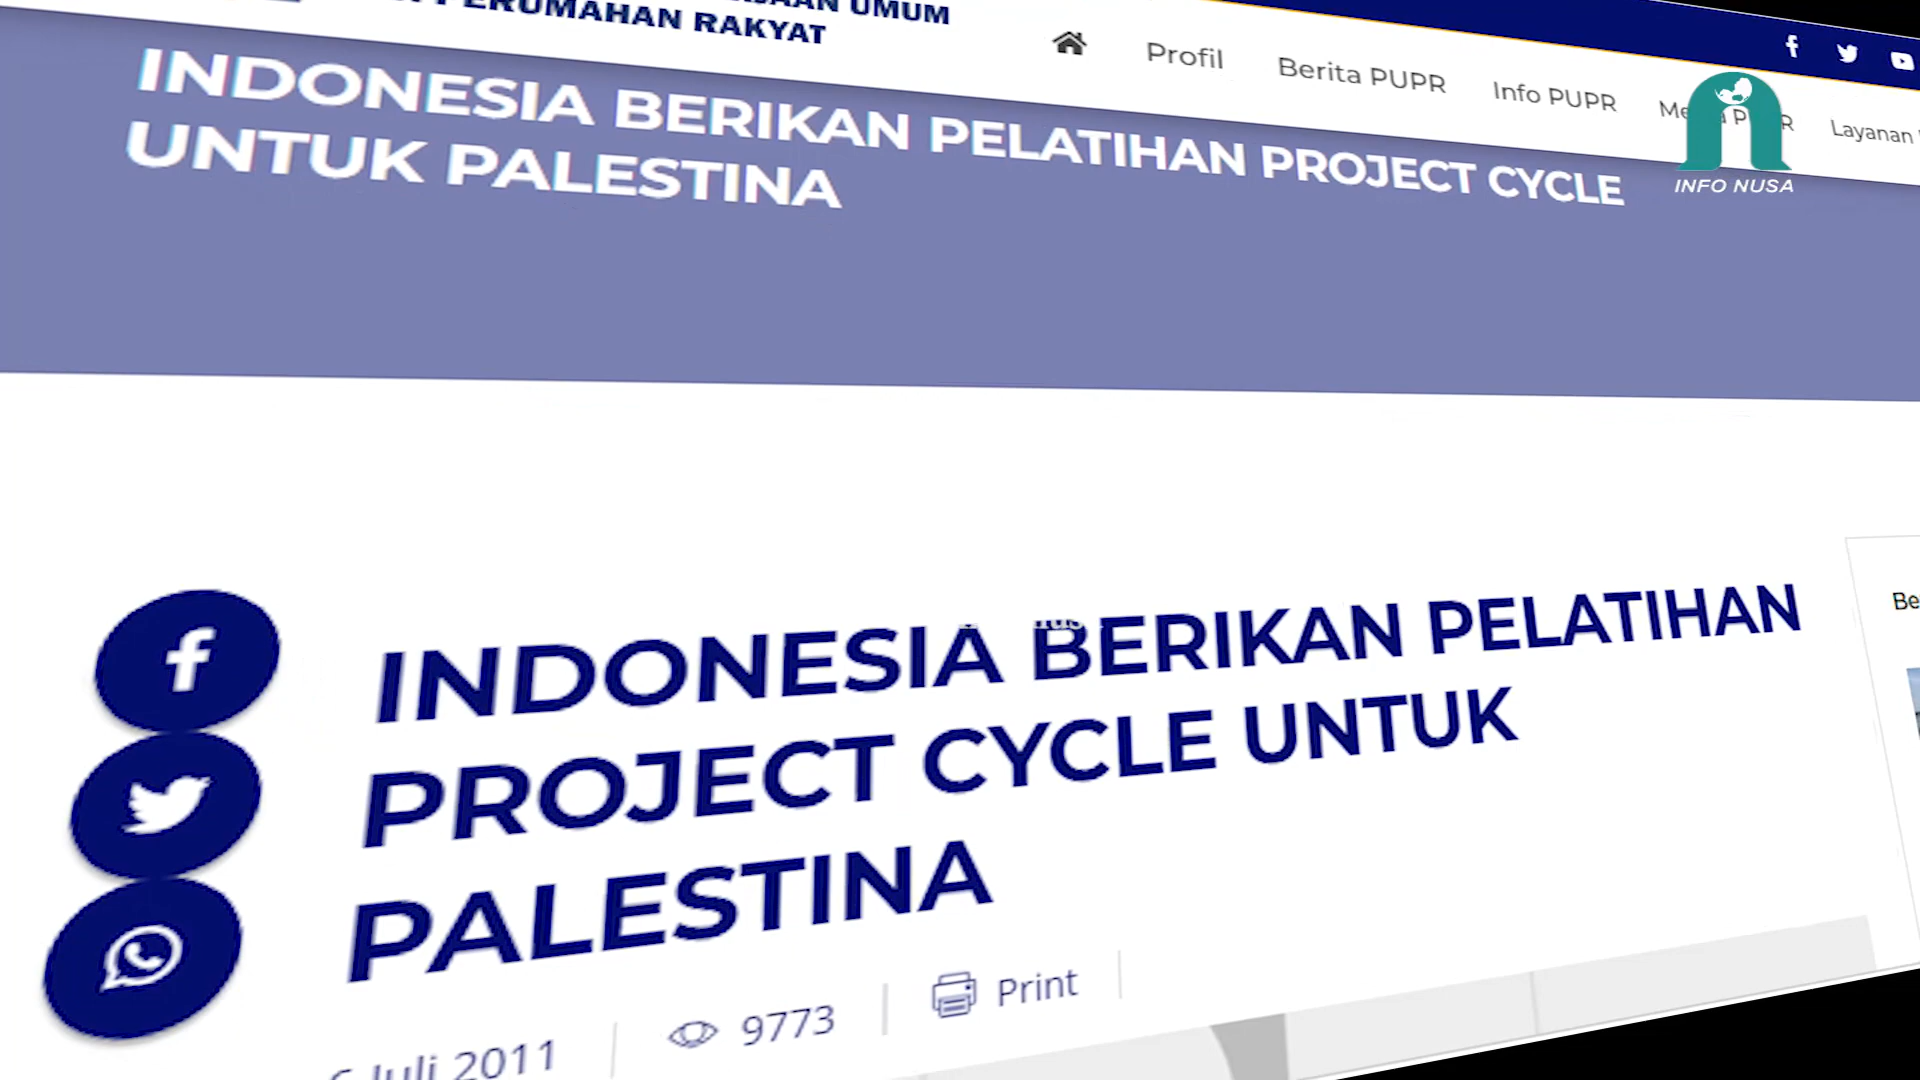 UMUM
PERUMAHAN RAKYAT
Profil
Berita PUPR
Info PUPR
Layanan
INFO NUSA
INDONESIA BERIKAN PELATIHAN PROJECT CYCLE
UNTUK PALESTINA
INDONESIA BERIKAN PELATIHAN
PROJECT CYCLE UNTUK
PALESTINA
Juli 2011
9773
Print